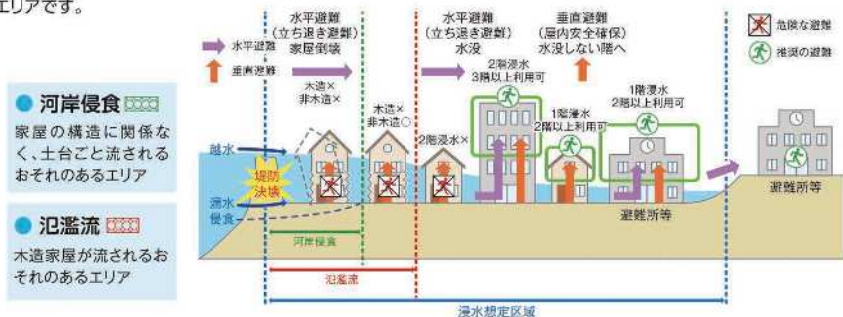 エリアです。
水平避難
垂直避難
水平避難
(立ち退き避難)
家屋倒壊
水平避難
(立ち退き避難)
水没
垂直避難
(屋内安全確保)
水没しない階へ
危険な避難
推奨の避難
河岸侵食
家屋の構造に関係な
く、土台ごと流される
おそれのあるエリア
氾濫流
木造家屋が流されるお
それのあるエリア
木造×
非木造×
木造×
非木造○
2階浸水×
2階浸水
3階以上利用可
1階浸水
2階以上利用可
1階浸水
2階以上利用可
越水
堤防
決壊
漏水
侵食
避難所等
避難所等
河岸侵食
氾濫流
浸水想定区域